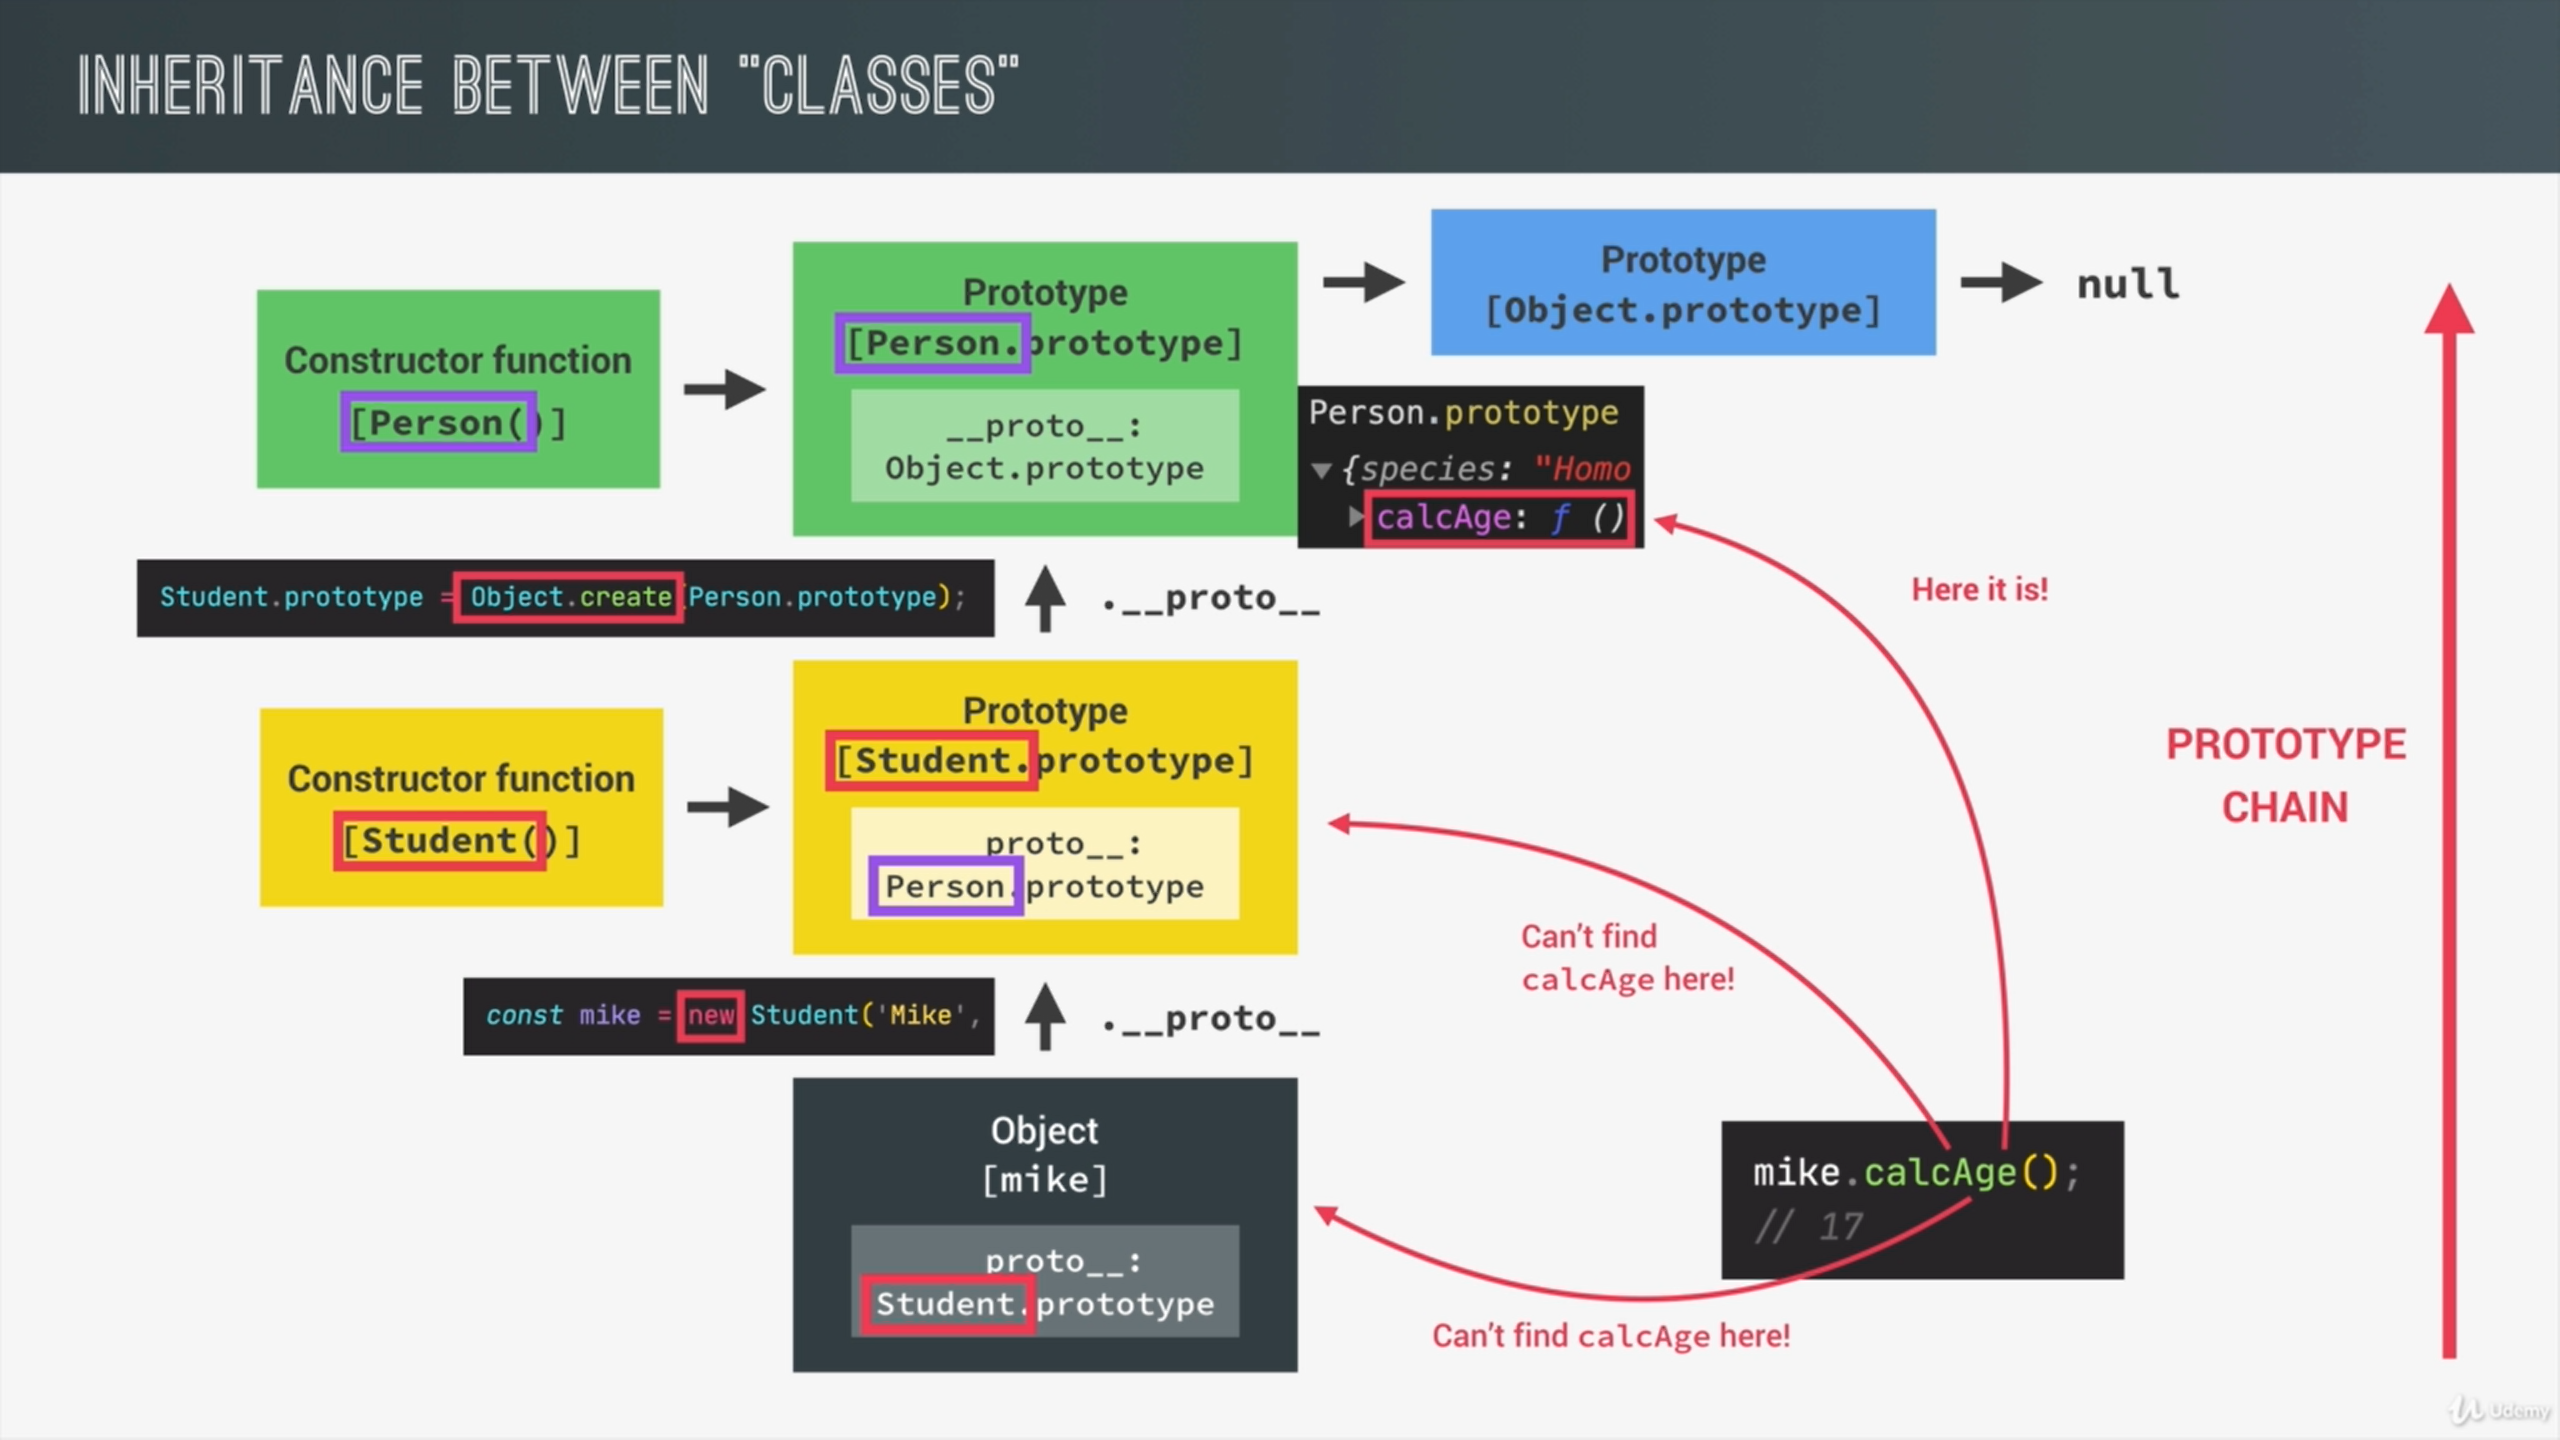 INHERITANCE BETWEEN "CLASSES"
Constructor function
[Person()]
Prototype
[Person.prototype]
__proto__:
Object.prototype
Prototype
[Object.prototype]
null
Person.prototype
{species: "Homo
calcAge: ƒ ()
Here it is!
Student.prototype = Object.create(Person.prototype);
.__proto__
Constructor function
[Student()]
Prototype
[Student.prototype]
proto__:
Person.prototype
PROTOTYPE
CHAIN
Can't find
calcAge here!
const mike = new Student('Mike',
.__proto__
Object
[mike]
proto__:
Student.prototype
mike.calcAge();
// 17
Can't find calcAge here!
Udemy